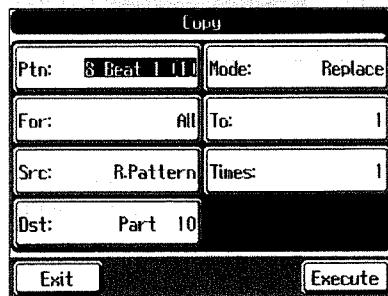 Copy
Ptn: 8 Beat 1 (1) Mode: Replace
For: All To: 1
Src: R.Pattern Times: 1
Dst: Part 10
Exit Execute